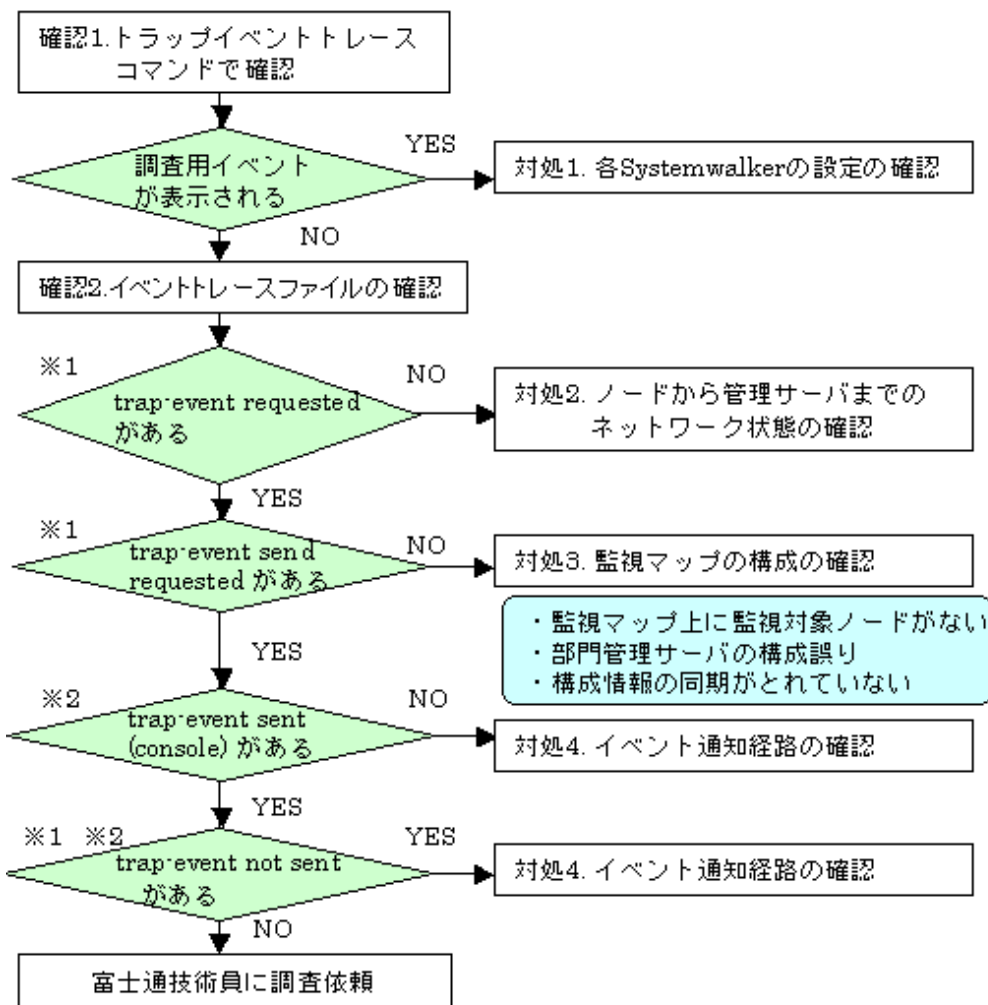 確認1.トラップイベントトレース
コマンドで確認
調査用イベント
が表示される
YES
対処1. 各Systemwalkerの設定の確認
NO
確認2.イベントトレースファイルの確認
※1
trap-event requested
がある
NO
対処2. ノードから管理サーバまでの
ネットワーク状態の確認
YES
※1
trap-event send
requested がある
NO
対処3. 監視マップの構成の確認
・監視マップ上に監視対象ノードがない
・部門管理サーバの構成誤り
・構成情報の同期がとれていない
YES
※2
trap-event sent
(console) がある
NO
対処4. イベント通知経路の確認
YES
※1 ※2
trap-event not sent
がある
YES
対処4. イベント通知経路の確認
NO
富士通技術員に調査依頼